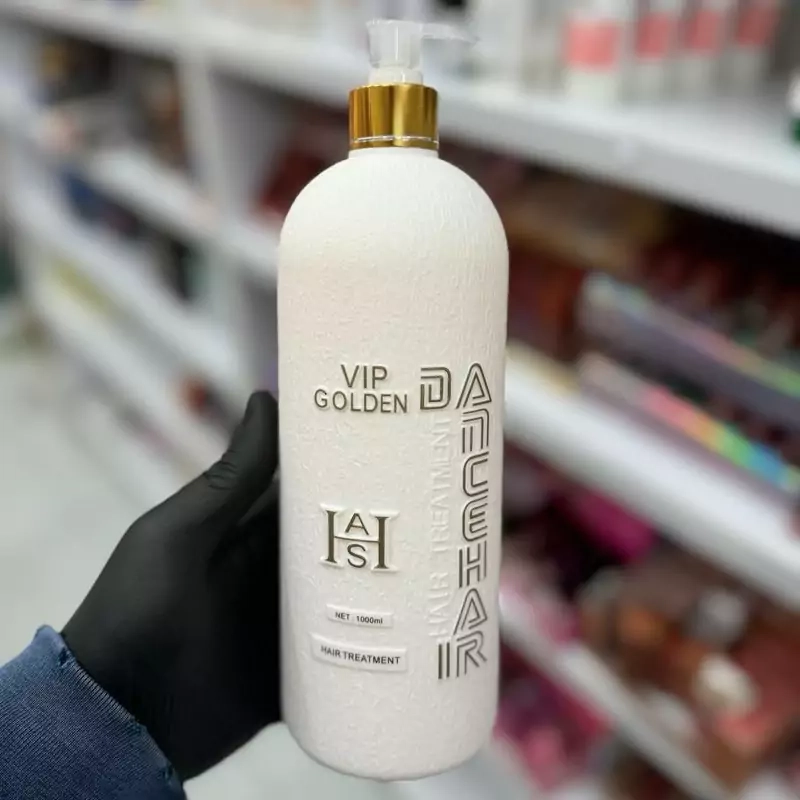 VIP
GOLDEN
DANCEHAIR
HAIR TREATMENT
HAS
NET : 1000ml
HAIR TREATMENT